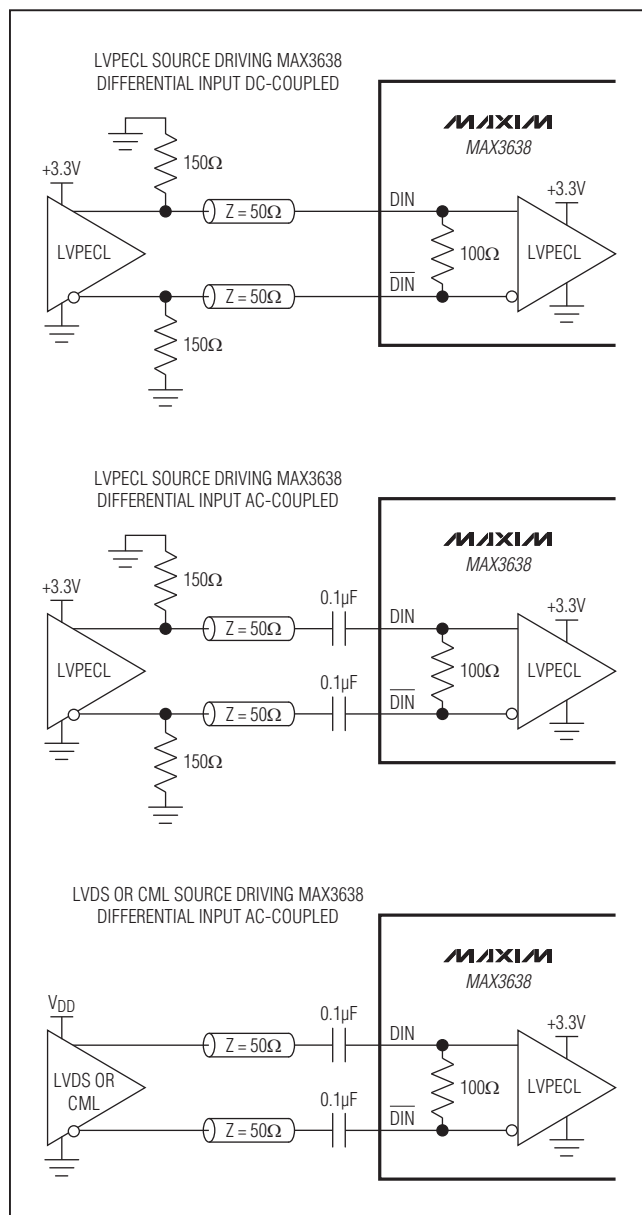 LVPECL SOURCE DRIVING MAX3638
DIFFERENTIAL INPUT DC-COUPLED
MAXIM
MAX3638
150Ω
+3.3V
LVPECL
Z = 50Ω
DIN
+3.3V
100Ω
LVPECL
Z = 50Ω
DIN
150Ω
LVPECL SOURCE DRIVING MAX3638
DIFFERENTIAL INPUT AC-COUPLED
MAXIM
MAX3638
150Ω
+3.3V
LVPECL
Z = 50Ω
0.1µF
DIN
+3.3V
100Ω
LVPECL
Z = 50Ω
0.1µF
DIN
150Ω
LVDS OR CML SOURCE DRIVING MAX3638
DIFFERENTIAL INPUT AC-COUPLED
MAXIM
MAX3638
VDD
LVDS OR
CML
Z = 50Ω
0.1µF
DIN
+3.3V
100Ω
LVPECL
Z = 50Ω
0.1µF
DIN